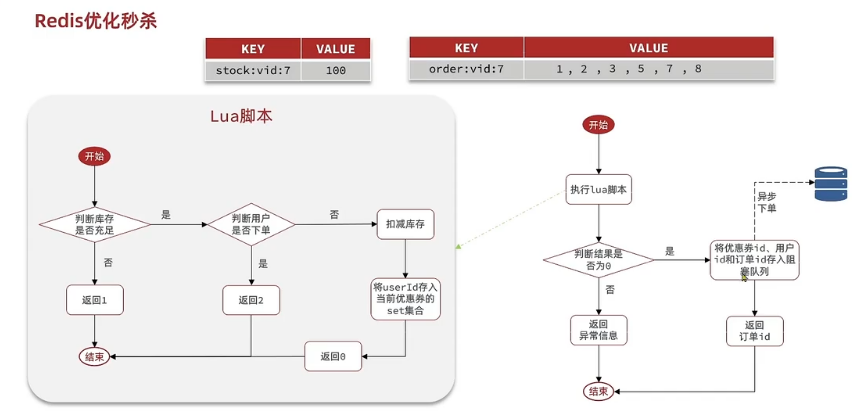 Redis优化秒杀
KEY VALUE
stock:vid:7 100
KEY VALUE
order:vid:7 1 , 2 , 3 , 5 , 7 , 8
Lua脚本
开始
判断库存
是否充足
是
否
返回1
判断用户
是否下单
否
是
返回2
扣减库存
将userId存入
当前优惠券的
set集合
返回0
结束
开始
执行lua脚本
判断结果是
否为0
是
否
返回
异常信息
将优惠券id、用户
id和订单id存入阻
塞队列
异步
下单
返回
订单id
结束